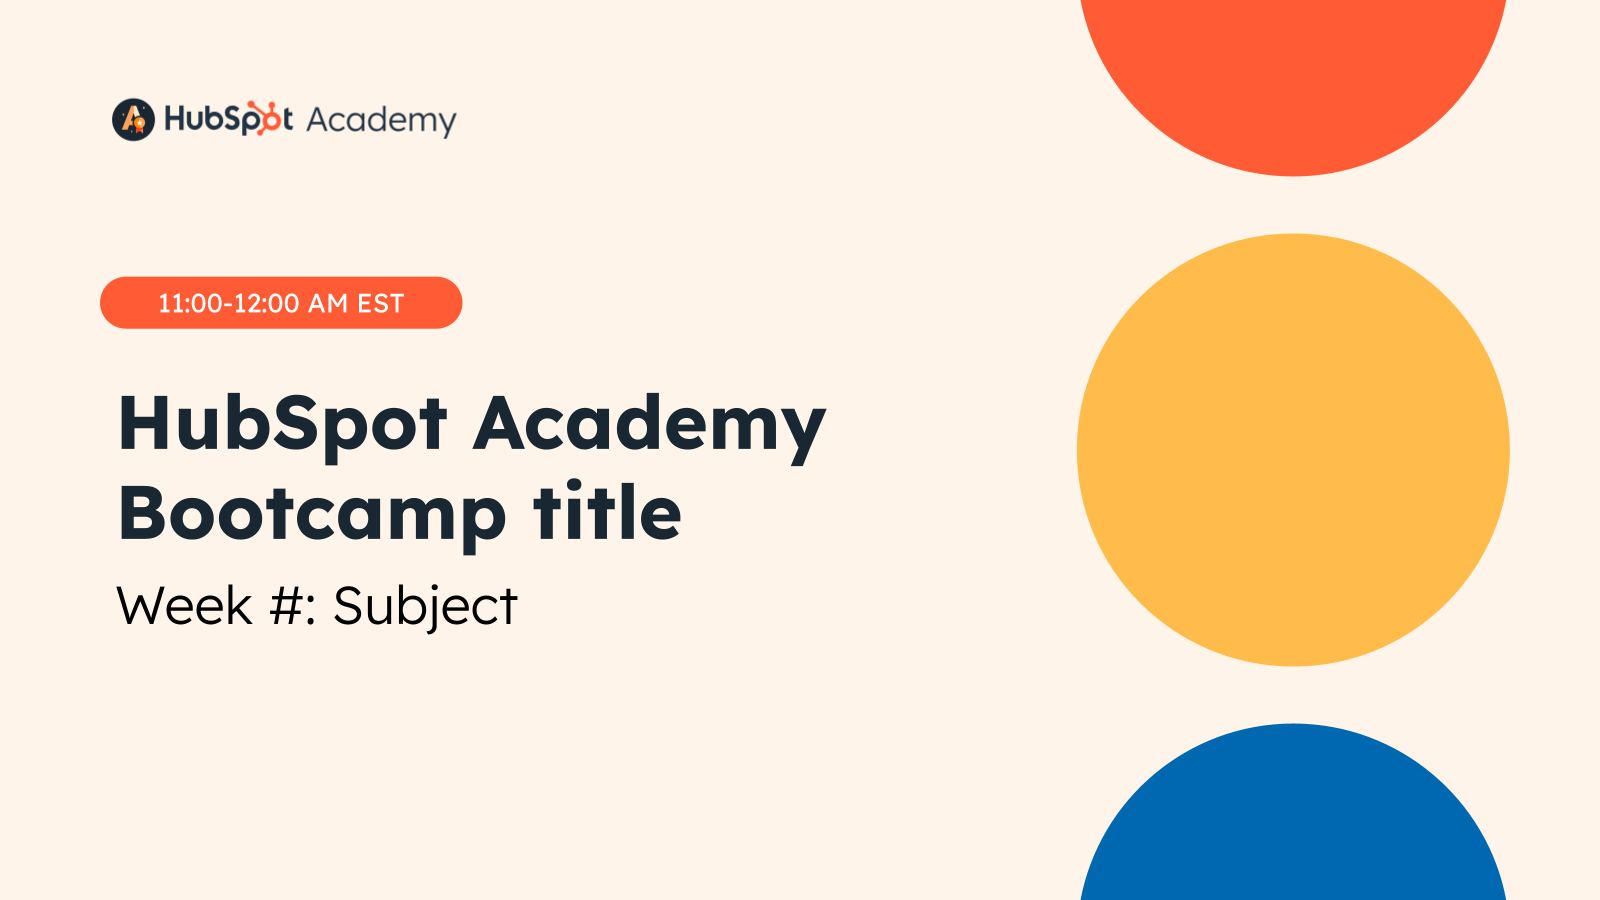 HubSpot Academy
11:00-12:00 AM EST
HubSpot Academy
Bootcamp title
Week #: Subject